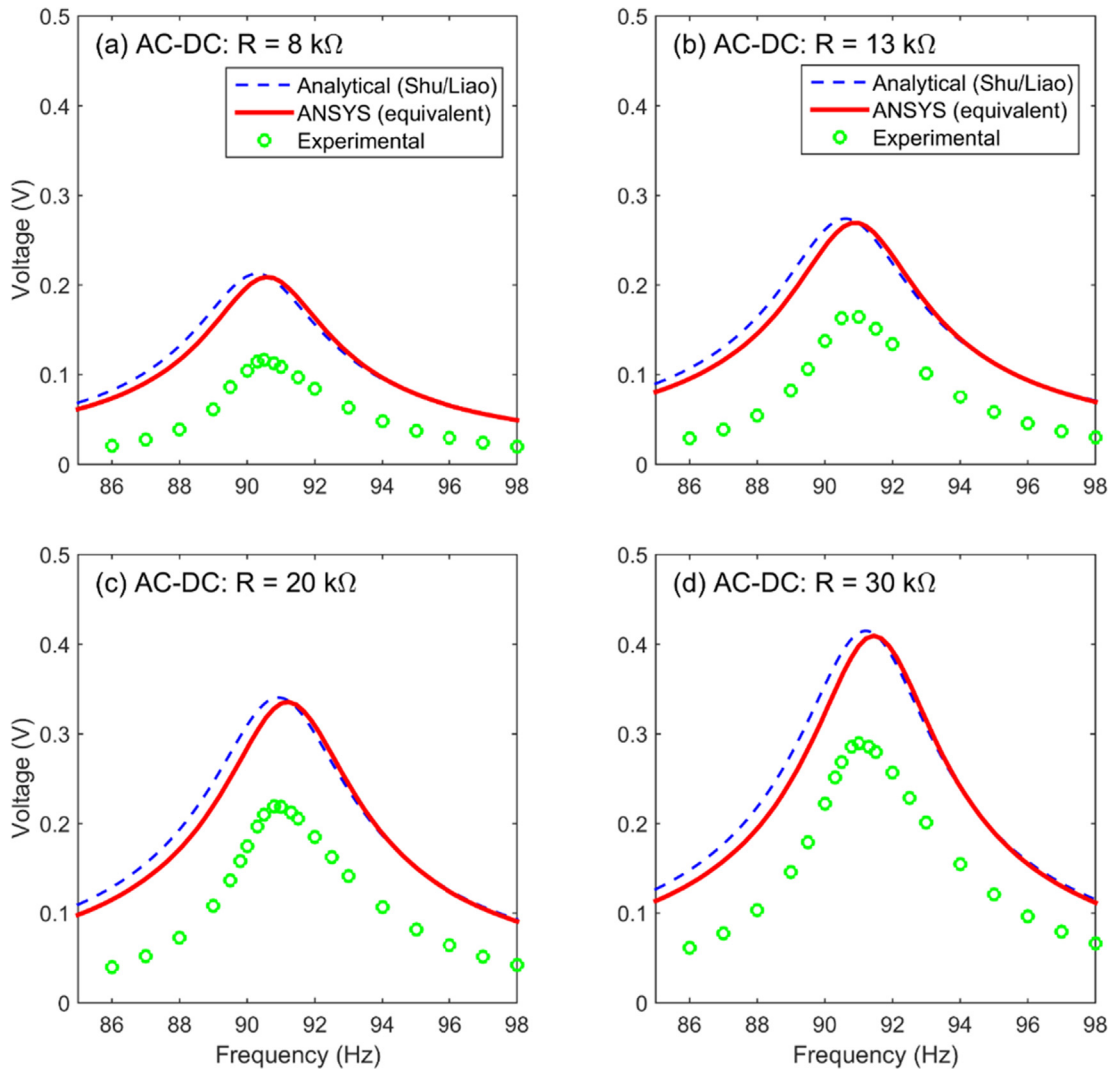 (a) AC-DC: R = 8 kΩ
Analytical (Shu/Liao)
ANSYS (equivalent)
Experimental
0.5
0.4
0.3
0.2
0.1
0
Voltage (V)
86 88 90 92 94 96 98
(b) AC-DC: R = 13 kΩ
Analytical (Shu/Liao)
ANSYS (equivalent)
Experimental
0.5
0.4
0.3
0.2
0.1
0
86 88 90 92 94 96 98
(c) AC-DC: R = 20 kΩ
0.5
0.4
0.3
0.2
0.1
0
Voltage (V)
86 88 90 92 94 96 98
Frequency (Hz)
(d) AC-DC: R = 30 kΩ
0.5
0.4
0.3
0.2
0.1
0
86 88 90 92 94 96 98
Frequency (Hz)